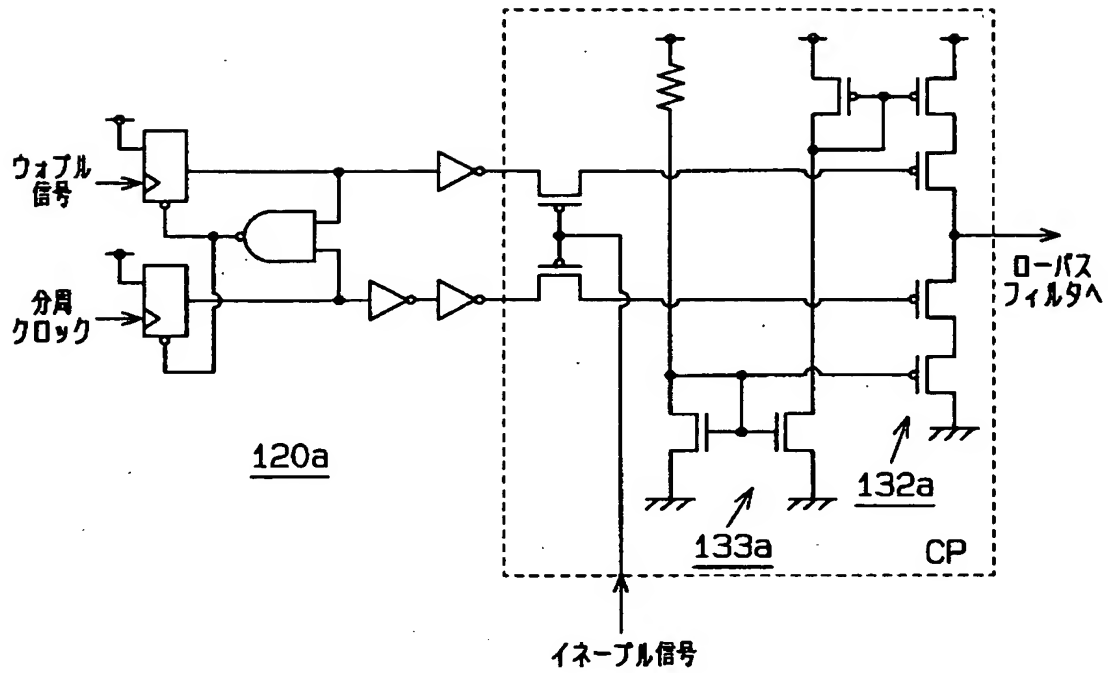 ウォブル
信号
分周
クロック
120a
ローパス
フィルタへ
132a
133a
CP
イネーブル信号